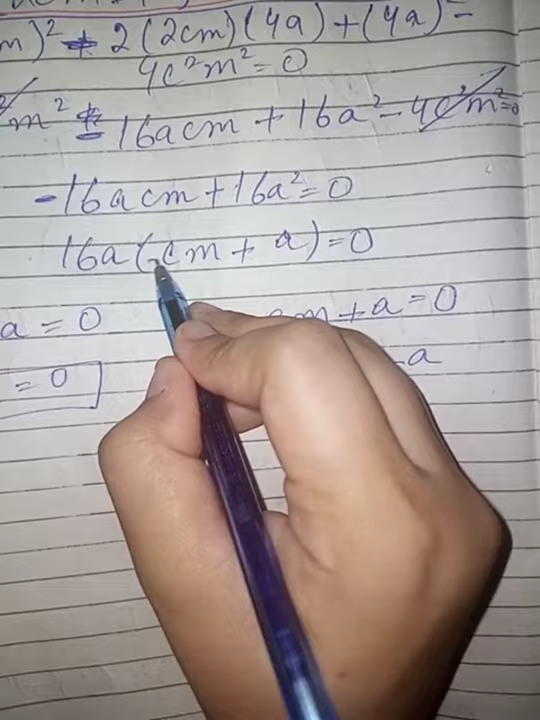 m)² + 2(2cm)(4a) + (4a)² -
4c²m² = 0
m² ± 16acm + 16a² - 4c²m² = 0
-16acm + 16a² = 0
16a(cm + a) = 0
a = 0 cm + a = 0
= 0 - a